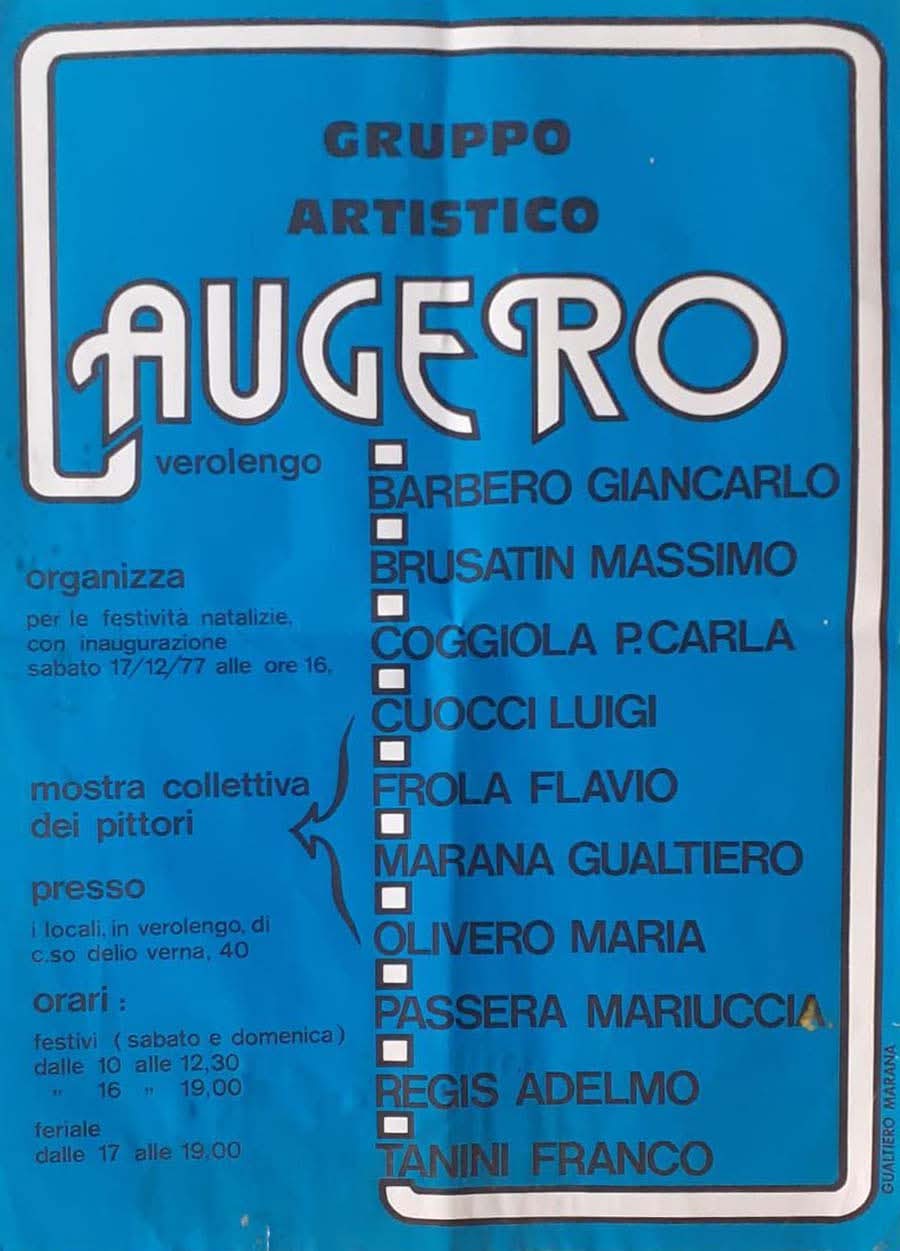 GRUPPO
ARTISTICO
AUGERO
verolengo
organizza
per le festività natalizie,
con inaugurazione
sabato 17/12/77 alle ore 16,
mostra collettiva
dei pittori
presso
i locali, in verolengo, di
c.so delio verna, 40
orari :
festivi ( sabato e domenica )
dalle 10 alle 12,30
" 16 " 19,00
feriale
dalle 17 alle 19,00
BARBERO GIANCARLO
BRUSATIN MASSIMO
COGGIOLA P.CARLA
CUOCCI LUIGI
FROLA FLAVIO
MARANA GUALTIERO
OLIVERO MARIA
PASSERA MARIUCCIA
REGIS ADELMO
TANINI FRANCO
GUALTIERO MARANA